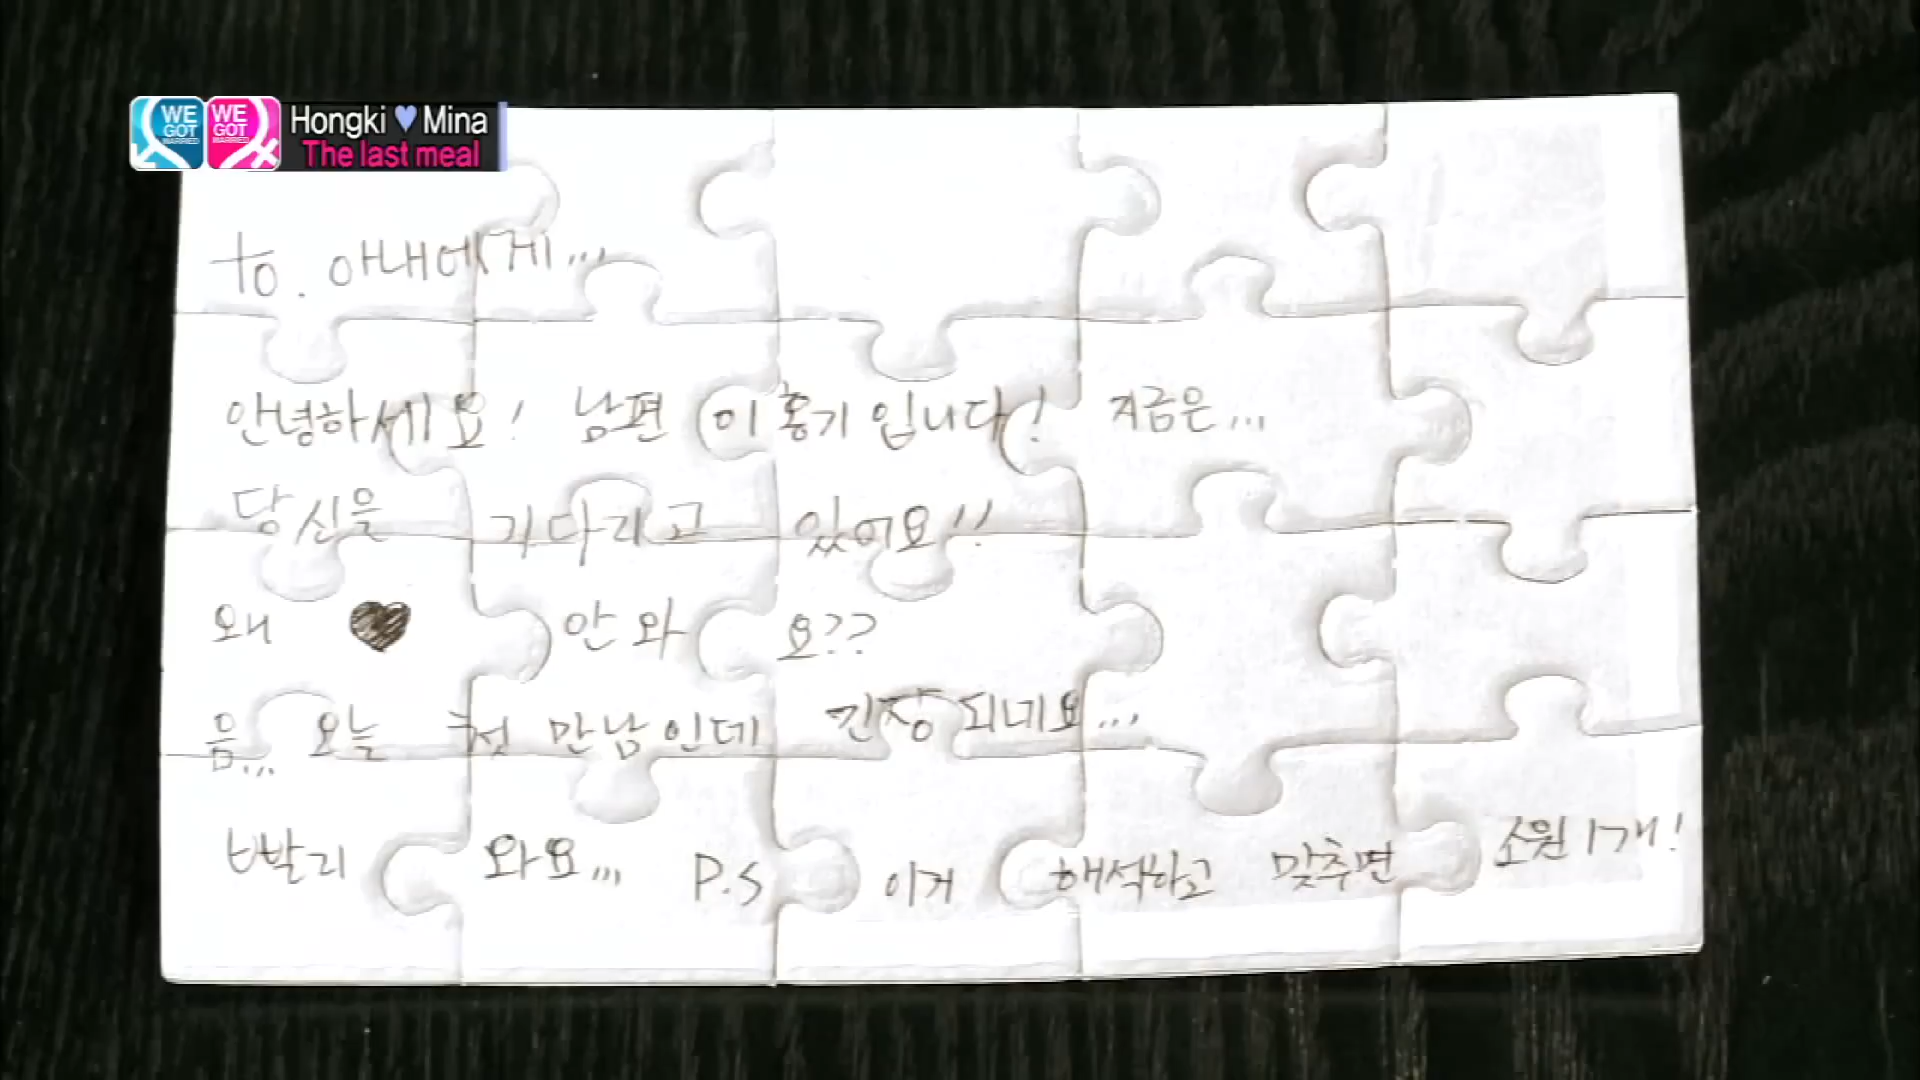 WE GOT MARRIED WE GOT MARRIED
Hongki ♥ Mina
The last meal
to. 아내에게...
안녕하세요! 남편 이홍기 입니다! 지금은...
당신을 기다리고 있어요!!
왜 ♥ 안와요??
음... 오늘 첫 만남인데 긴장되네요...
빨리 와요... P.S 이거 해석하고 맞추면 소원 1개!